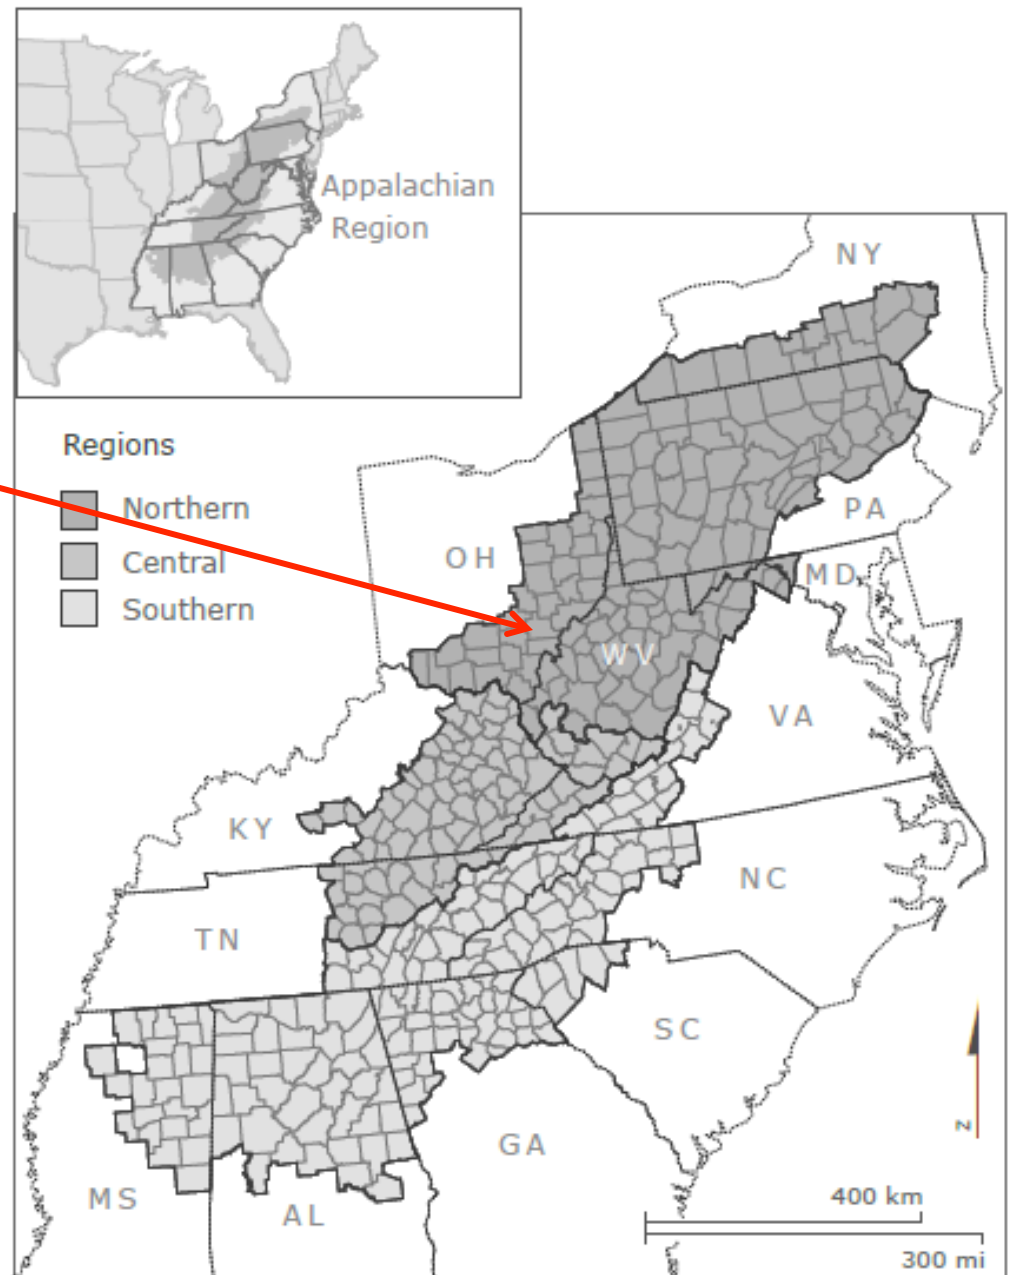 Appalachian
Region
NY
Regions
Northern
Central
Southern
PA
OH
MD
WV
VA
KY
NC
TN
SC
N
GA
MS
AL
400 km
300 mi